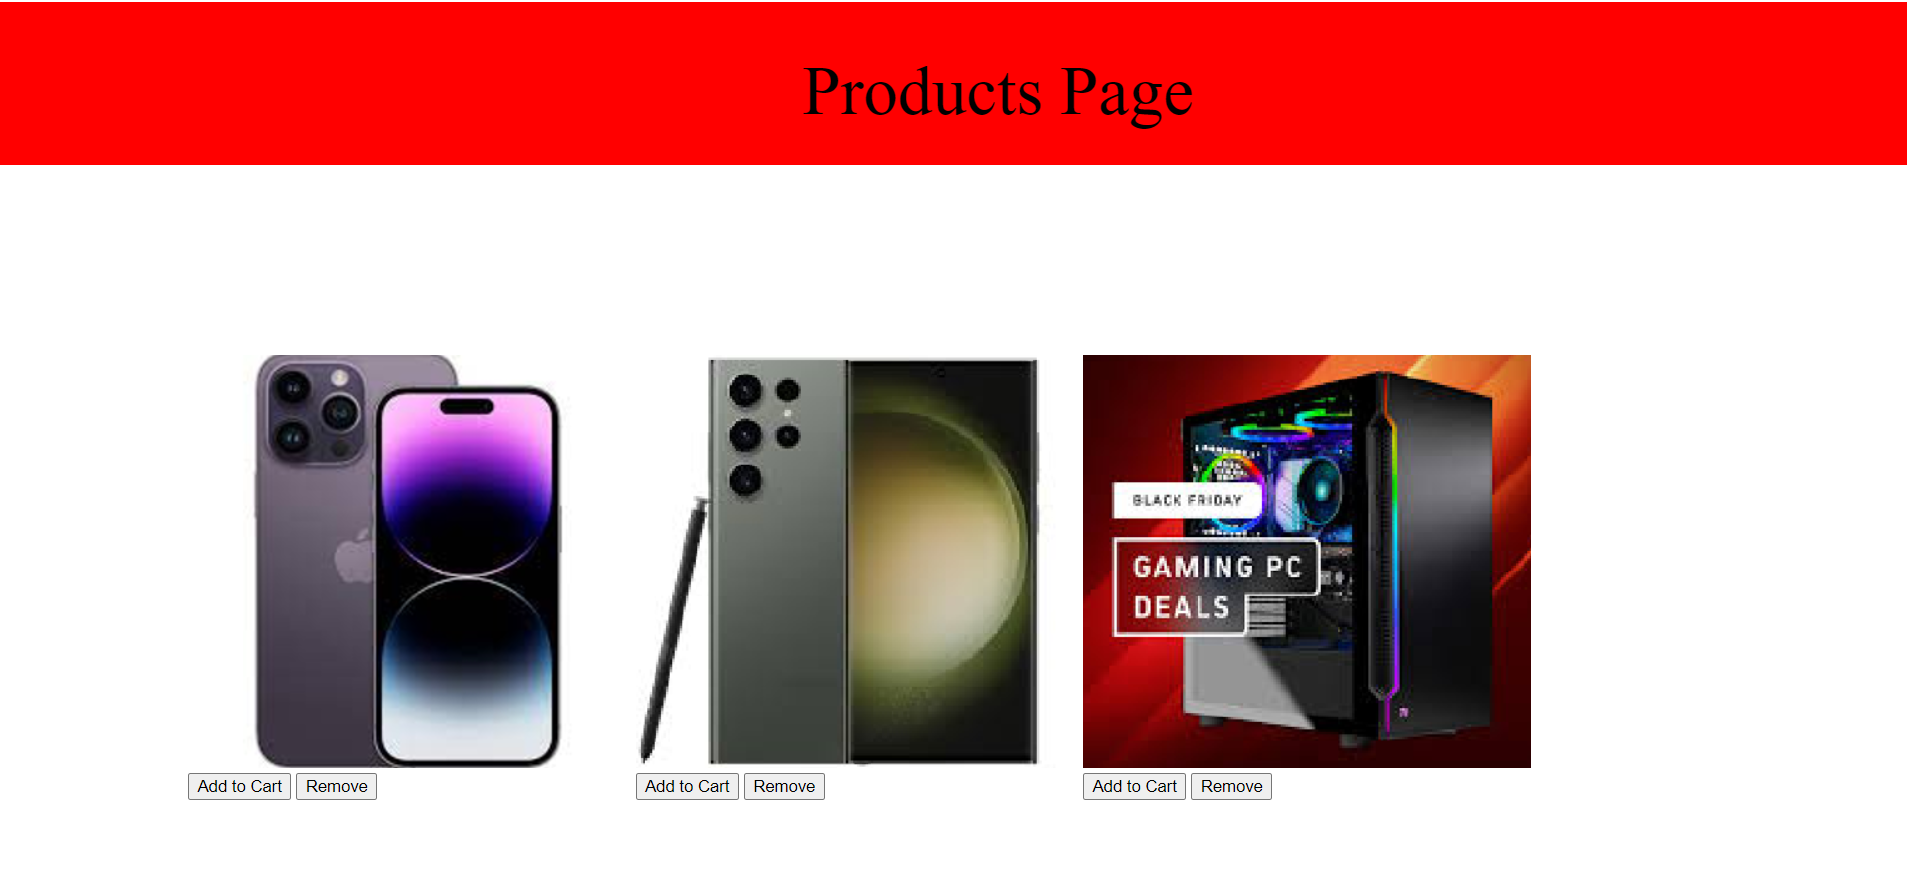 Products Page
BLACK FRIDAY
GAMING PC
DEALS
Add to Cart Remove
Add to Cart Remove
Add to Cart Remove